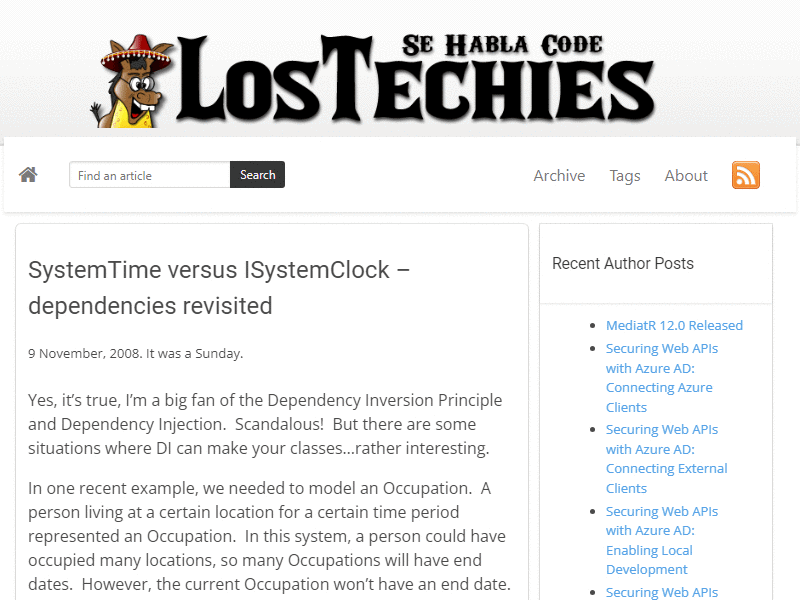 Se Habla Code
LosTechies
Find an article
Search
Archive
Tags
About
SystemTime versus ISystemClock –
dependencies revisited
9 November, 2008. It was a Sunday.
Yes, it’s true, I’m a big fan of the Dependency Inversion Principle
and Dependency Injection.  Scandalous!  But there are some
situations where DI can make your classes…rather interesting.
In one recent example, we needed to model an Occupation.  A
person living at a certain location for a certain time period
represented an Occupation.  In this system, a person could have
occupied many locations, so many Occupations will have end
dates.  However, the current Occupation won’t have an end date.
Recent Author Posts
MediatR 12.0 Released
Securing Web APIs
with Azure AD:
Connecting Azure
Clients
Securing Web APIs
with Azure AD:
Connecting External
Clients
Securing Web APIs
with Azure AD:
Enabling Local
Development
Securing Web APIs